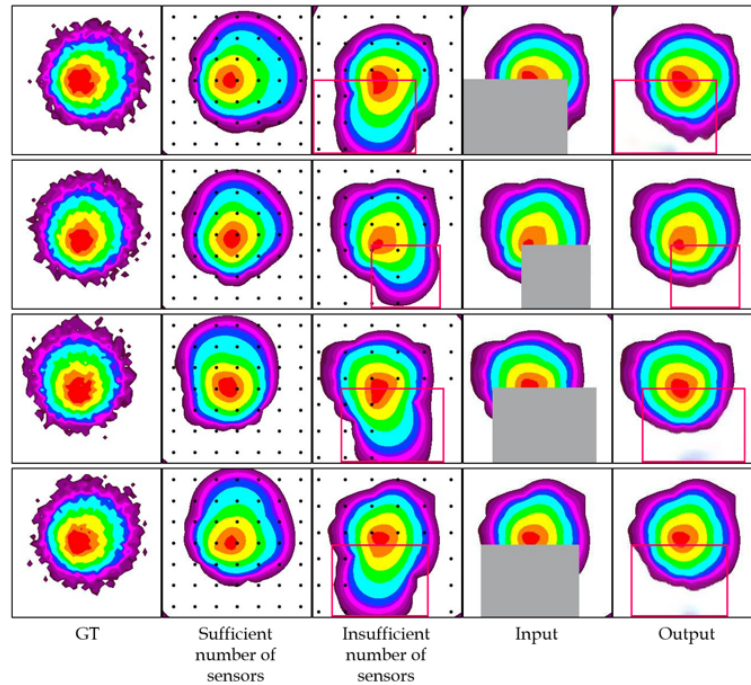 GT
Sufficient
number of
sensors
Insufficient
number of
sensors
Input
Output